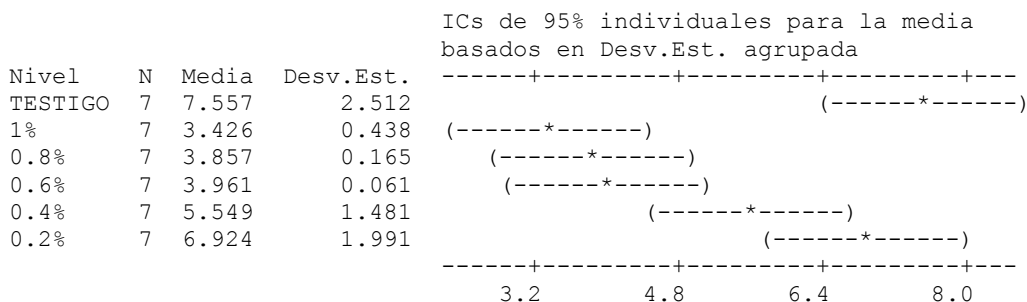 ICs de 95% individuales para la media
                                  basados en Desv.Est. agrupada
Nivel    N  Media  Desv.Est.  ------+---------+---------+---------+---
TESTIGO  7  7.557      2.512                            (------*------)
1%       7  3.426      0.438  (------*------)
0.8%     7  3.857      0.165     (------*------)
0.6%     7  3.961      0.061      (------*------)
0.4%     7  5.549      1.481                (------*------)
0.2%     7  6.924      1.991                        (------*------)
                              ------+---------+---------+---------+---
                                  3.2       4.8       6.4       8.0